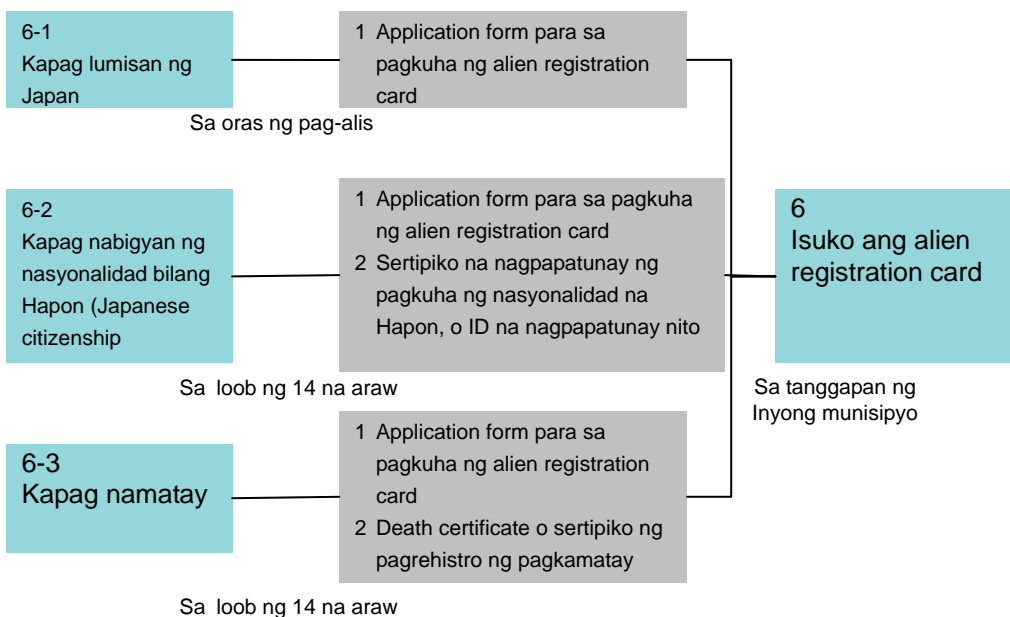 6-1
Kapag lumisan ng
Japan
1 Application form para sa
pagkuha ng alien registration
card
Sa oras ng pag-alis
6-2
Kapag nabigyan ng
nasyonalidad bilang
Hapon (Japanese
citizenship
1 Application form para sa pagkuha
ng alien registration card
2 Sertipiko na nagpapatunay ng
pagkuha ng nasyonalidad na
Hapon, o ID na nagpapatunay nito
Sa loob ng 14 na araw
6
Isuko ang alien
registration card
Sa tanggapan ng
Inyong munisipyo
6-3
Kapag namatay
1 Application form para sa
pagkuha ng alien registration
card
2 Death certificate o sertipiko ng
pagrehistro ng pagkamatay
Sa loob ng 14 na araw